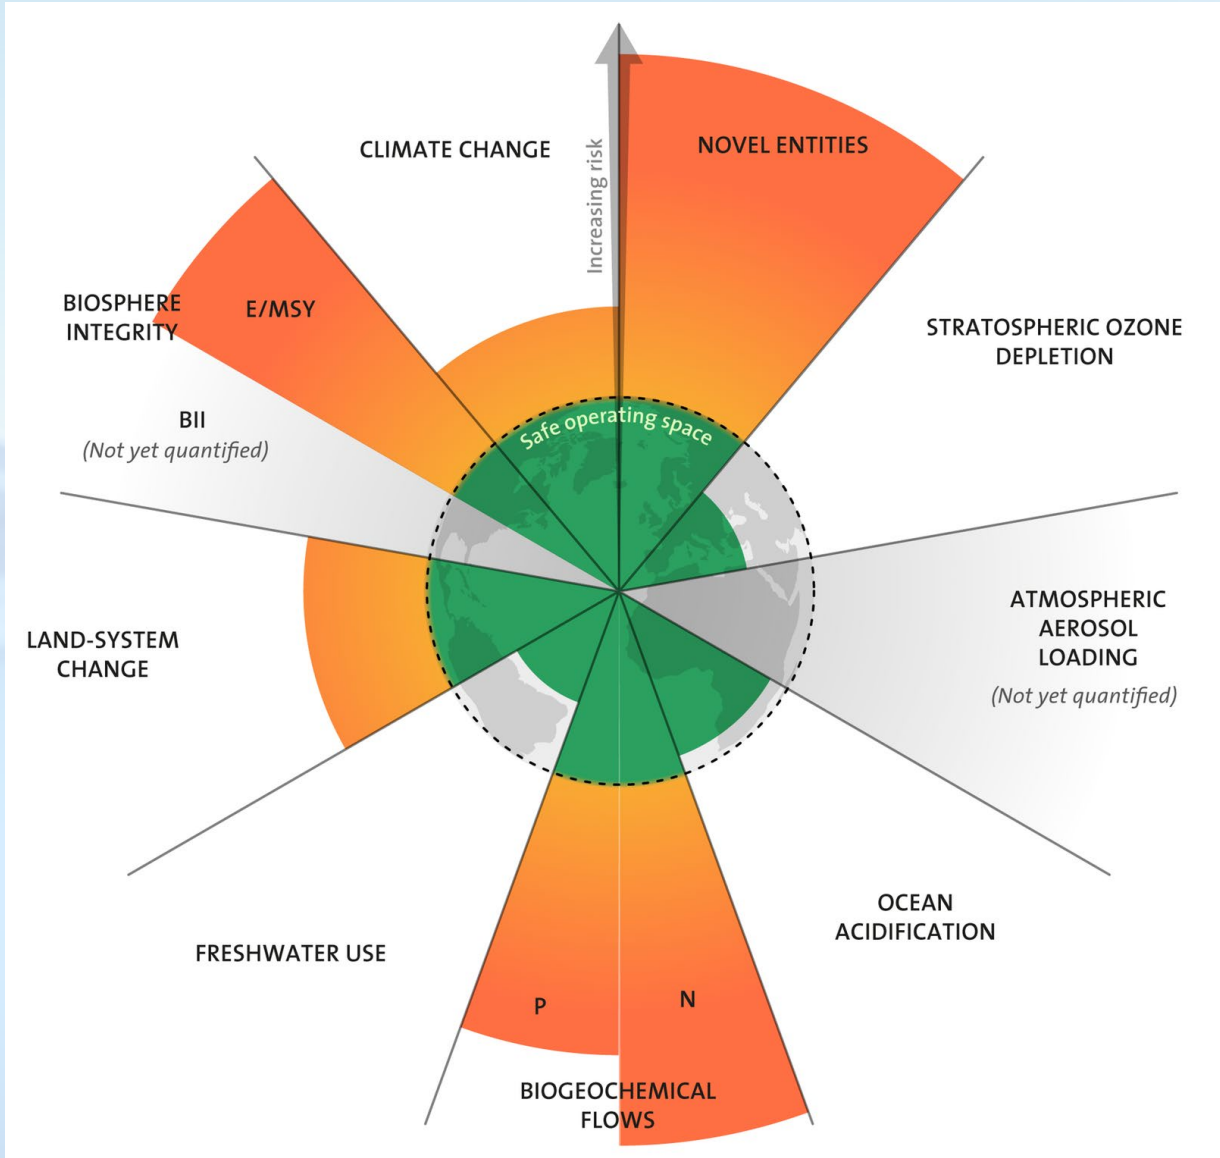 CLIMATE CHANGE
Increasing risk
NOVEL ENTITIES
BIOSPHERE
INTEGRITY
E/MSY
BII
(Not yet quantified)
STRATOSPHERIC OZONE
DEPLETION
Safe operating space
LAND-SYSTEM
CHANGE
ATMOSPHERIC
AEROSOL
LOADING
(Not yet quantified)
FRESHWATER USE
OCEAN
ACIDIFICATION
P
N
BIOGEOCHEMICAL
FLOWS